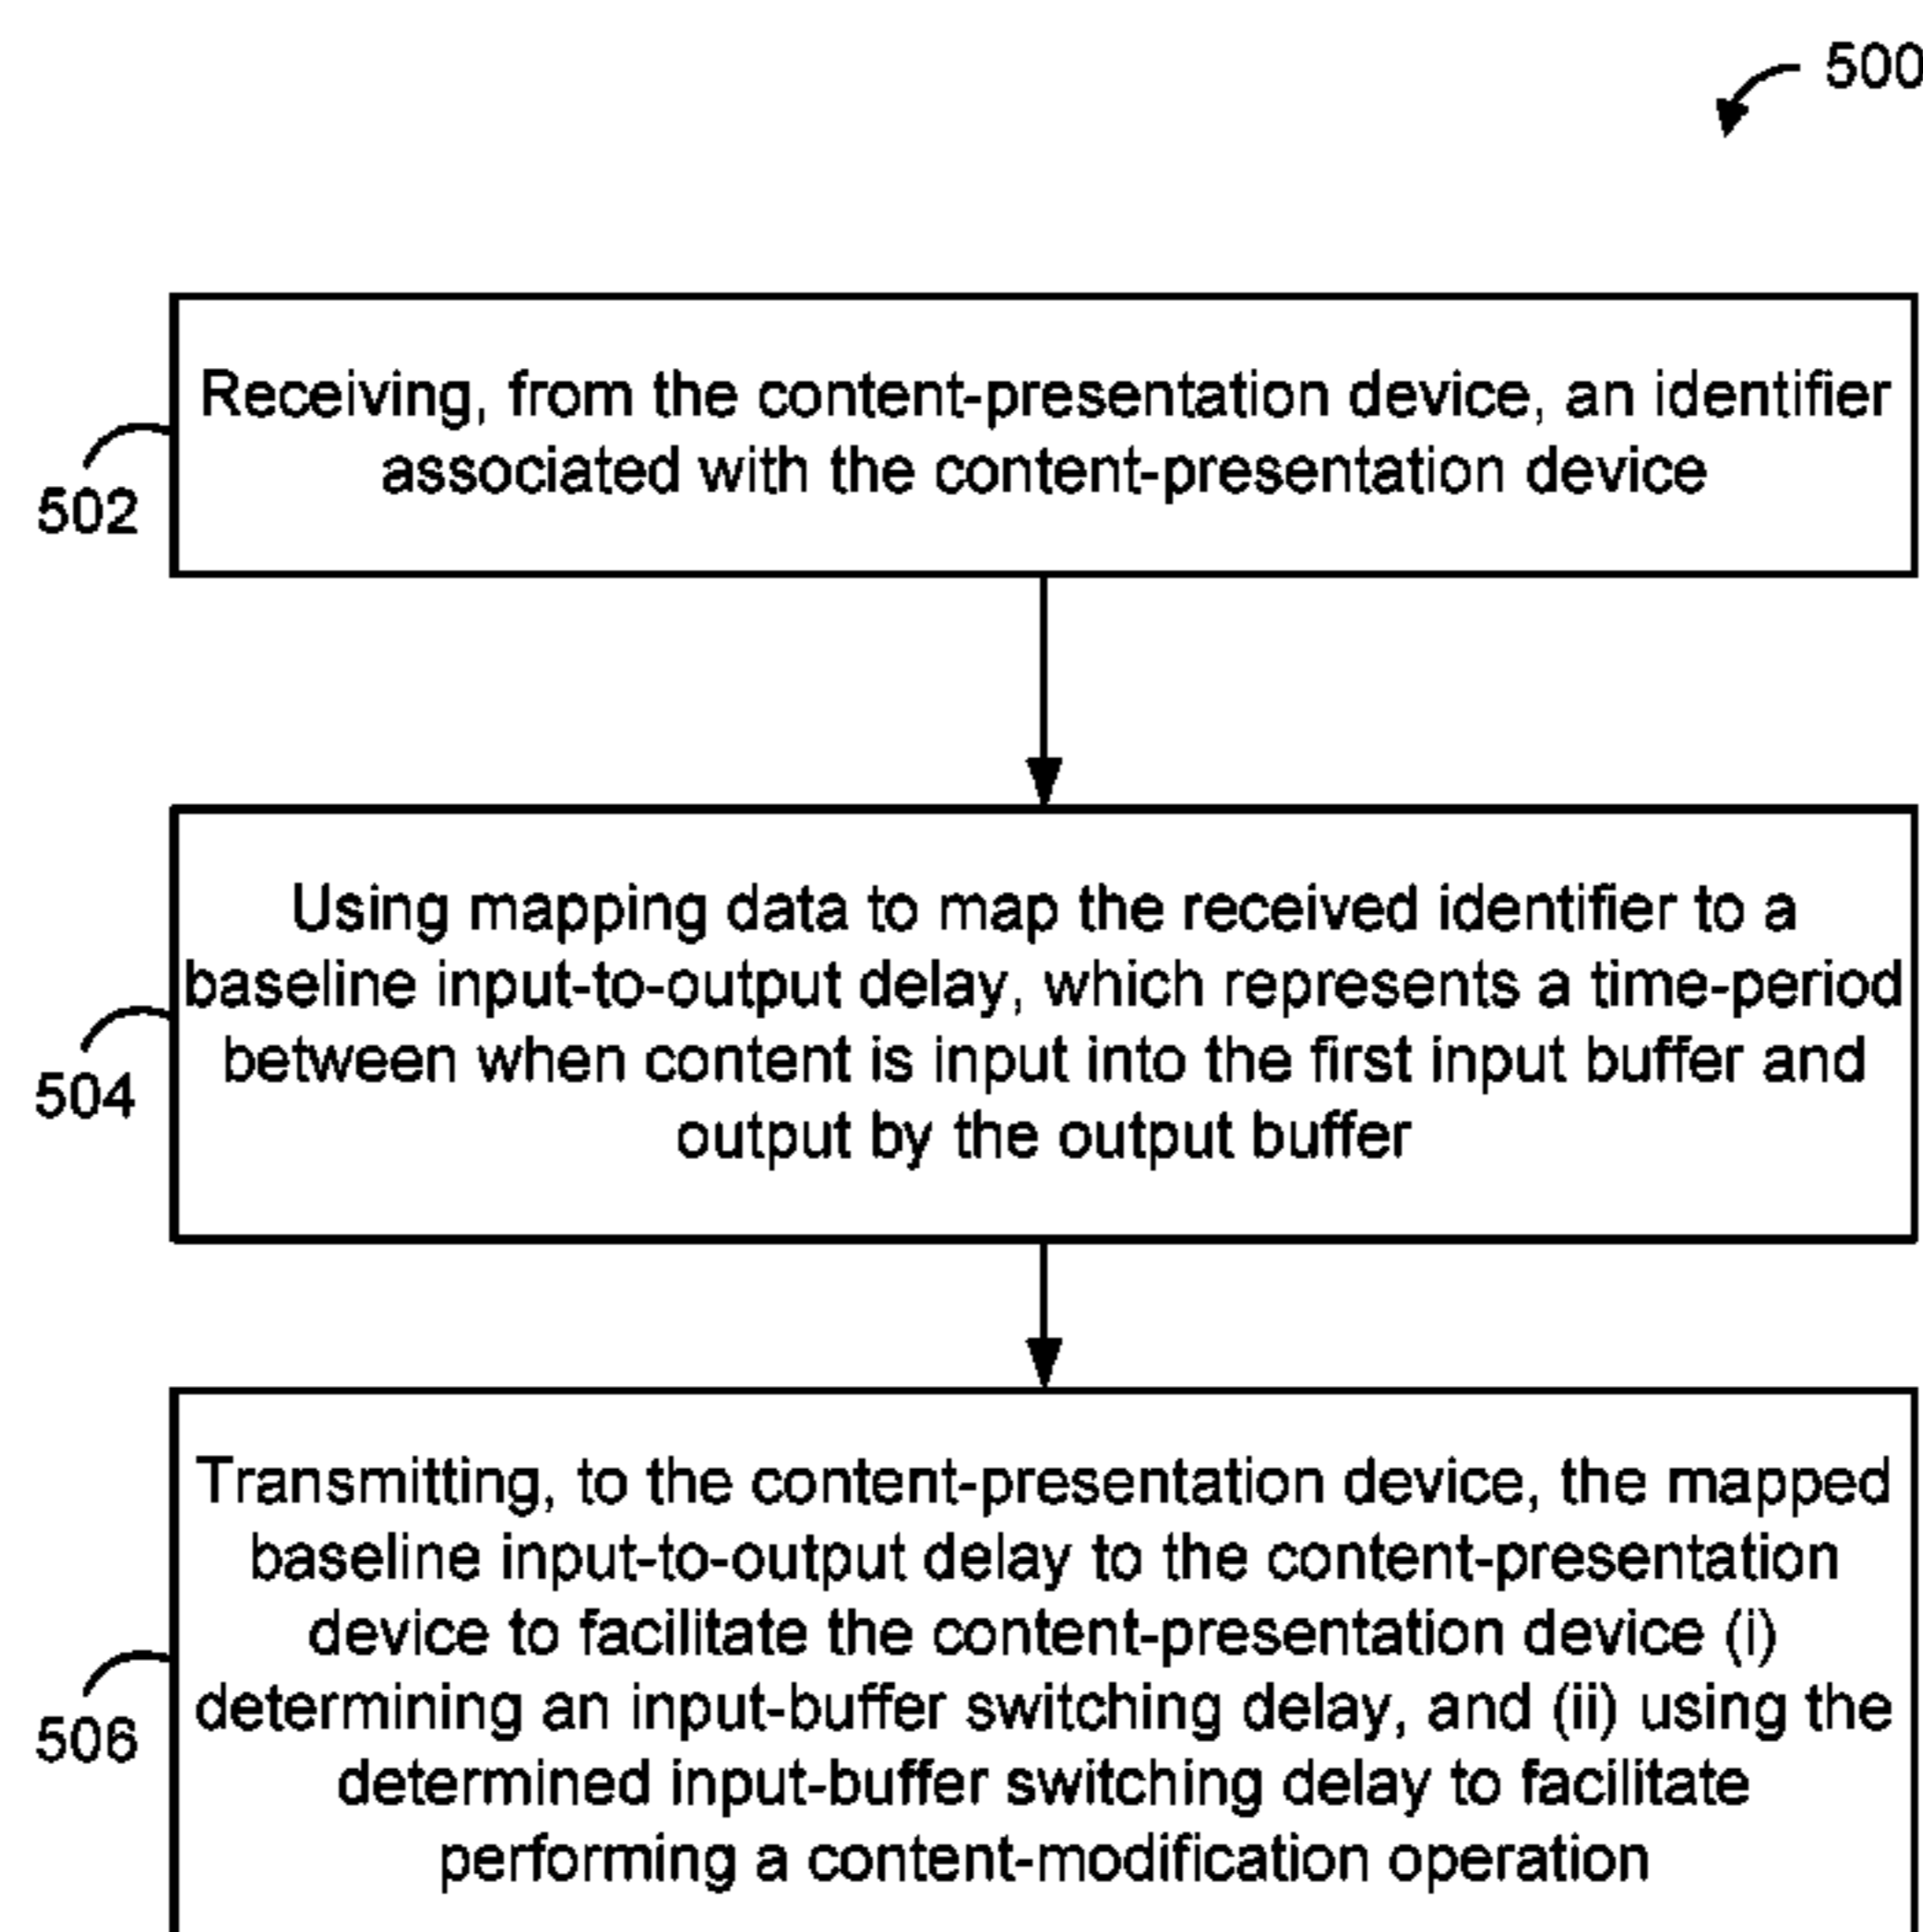 500
Receiving, from the content-presentation device, an identifier
associated with the content-presentation device
502
Using mapping data to map the received identifier to a
baseline input-to-output delay, which represents a time-period
between when content is input into the first input buffer and
output by the output buffer
504
Transmitting, to the content-presentation device, the mapped
baseline input-to-output delay to the content-presentation
device to facilitate the content-presentation device (i)
determining an input-buffer switching delay, and (ii) using the
determined input-buffer switching delay to facilitate
performing a content-modification operation
506